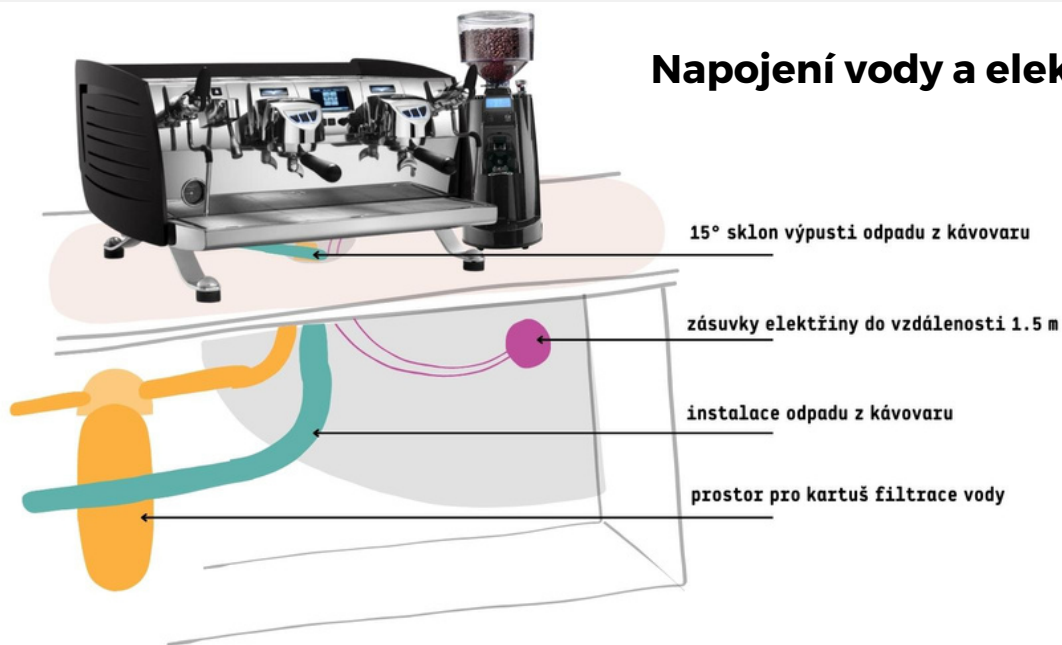 Napojení vody a elek
15° sklon výpusti odpadu z kávovaru
zásuvky elektřiny do vzdálenosti 1.5 m
instalace odpadu z kávovaru
prostor pro kartuš filtrace vody